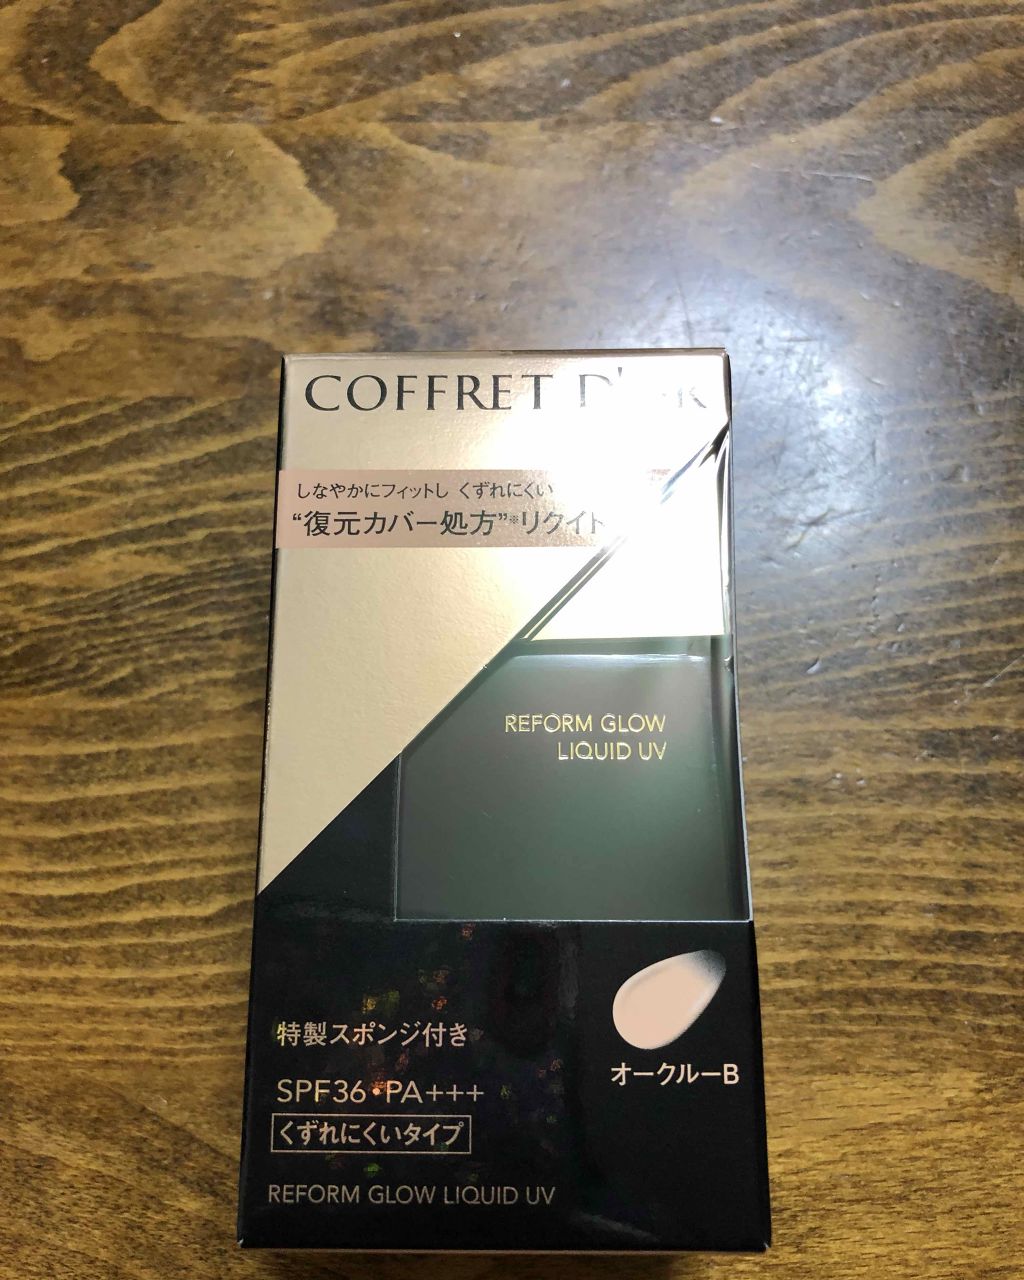 COFFRET D'OR
しなやかにフィットし くずれにくい
“復元カバー処方”※リクイド
REFORM GLOW
LIQUID UV
オークルーB
特製スポンジ付き
SPF36・PA+++
くずれにくいタイプ
REFORM GLOW LIQUID UV